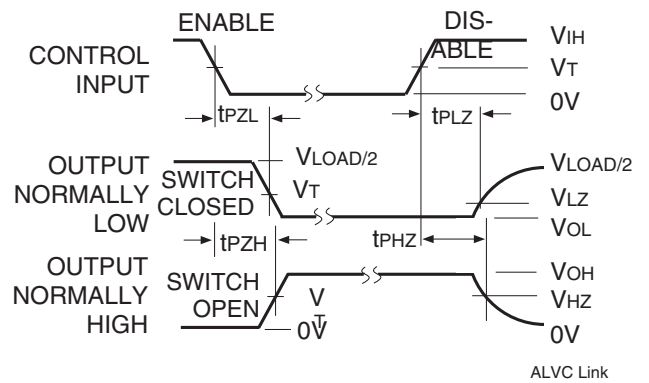 ENABLE
DIS-
ABLE
CONTROL
INPUT
VIH
VT
0V
tPZL
tPLZ
OUTPUT
NORMALLY
LOW
SWITCH
CLOSED
VLOAD/2
VT
VLOAD/2
VLZ
VOL
tPZH
tPHZ
OUTPUT
NORMALLY
HIGH
SWITCH
OPEN
VT
0V
VOH
VHZ
0V
ALVC Link